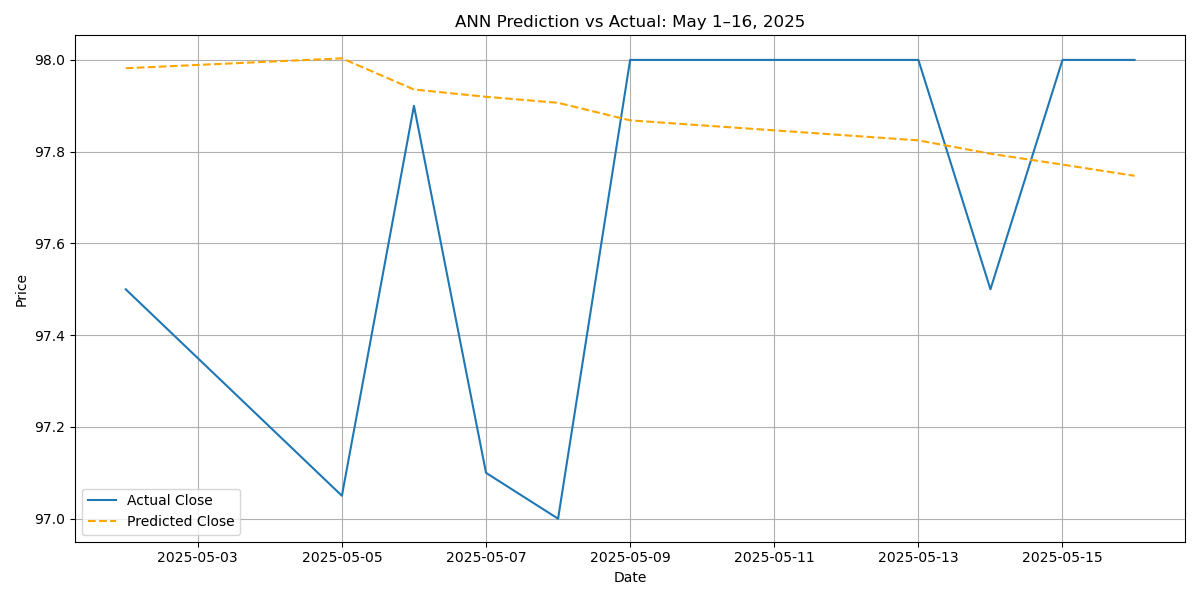 ANN Prediction vs Actual: May 1–16, 2025
Price
98.0
97.8
97.6
97.4
97.2
97.0
Actual Close
Predicted Close
2025-05-03
2025-05-05
2025-05-07
2025-05-09
2025-05-11
2025-05-13
2025-05-15
Date